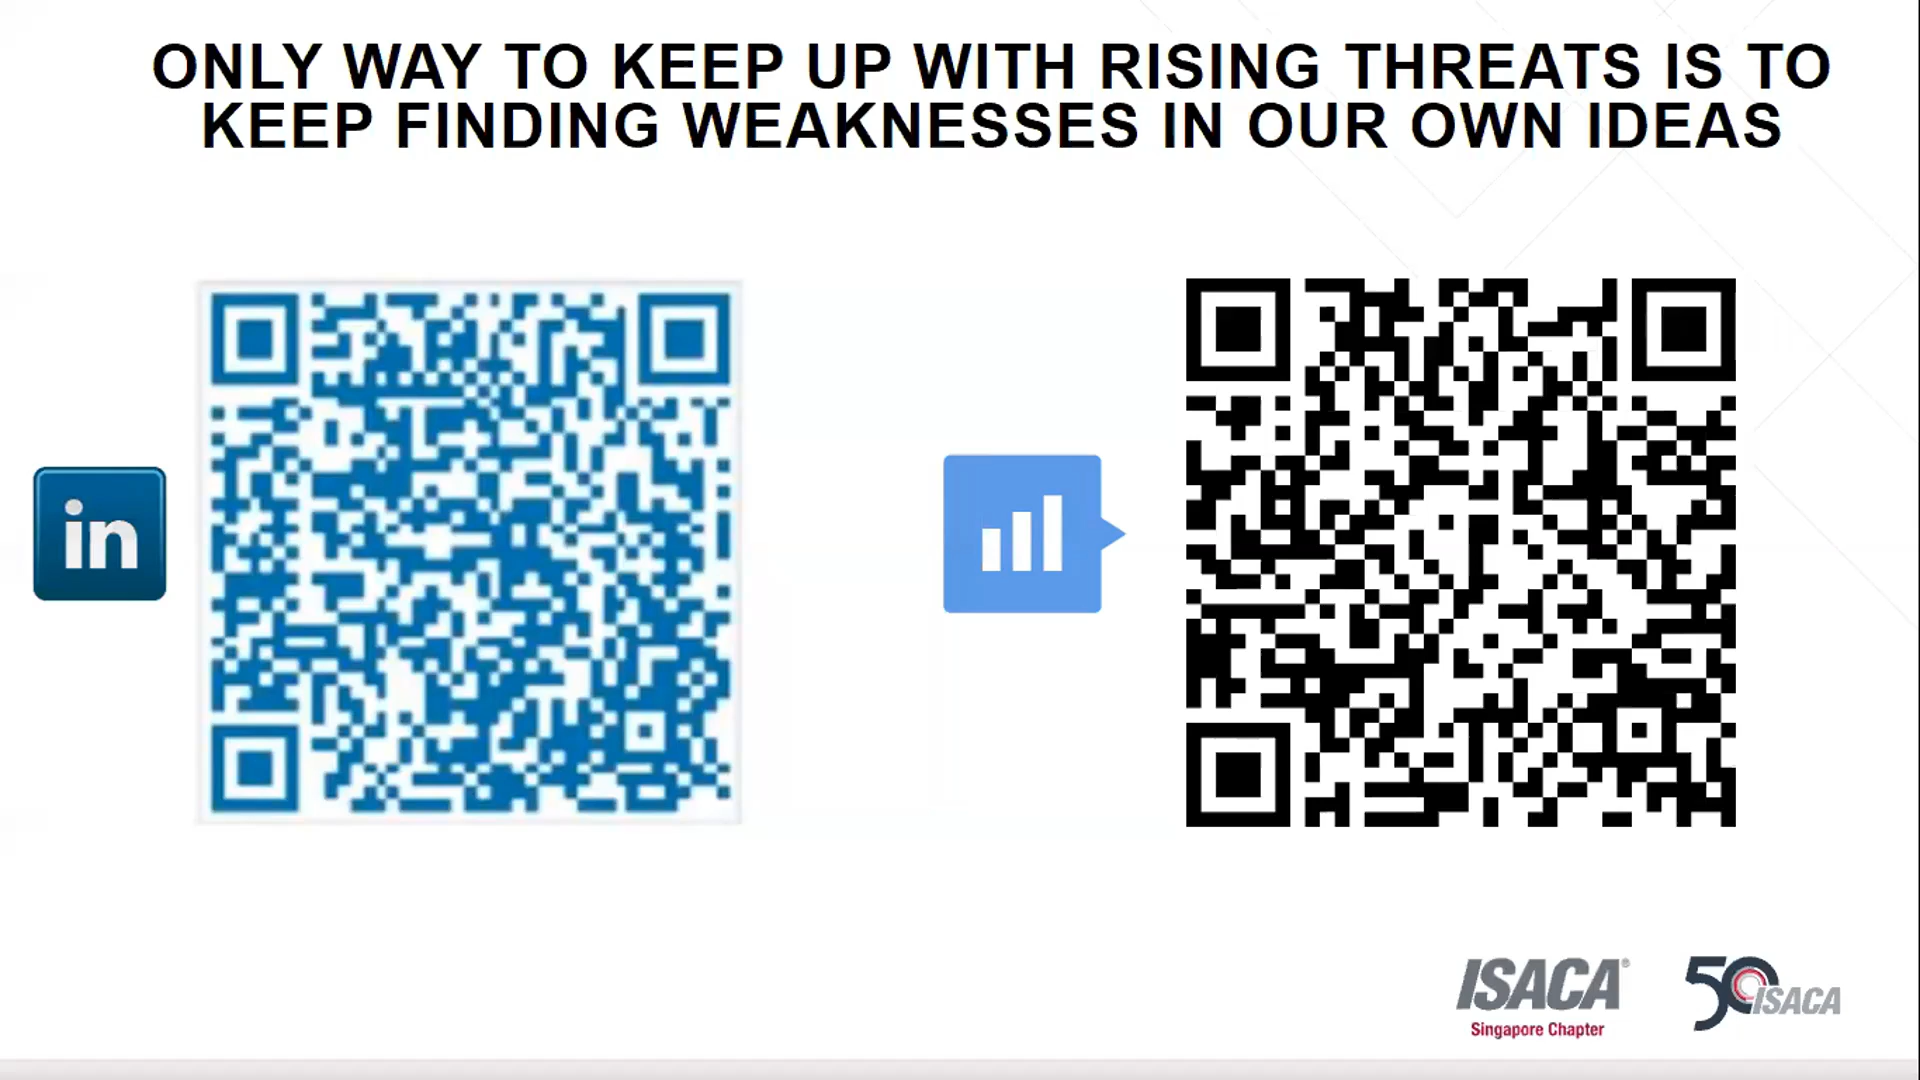 ONLY WAY TO KEEP UP WITH RISING THREATS IS TO
KEEP FINDING WEAKNESSES IN OUR OWN IDEAS
in
ISACA®
Singapore Chapter
50 ISACA